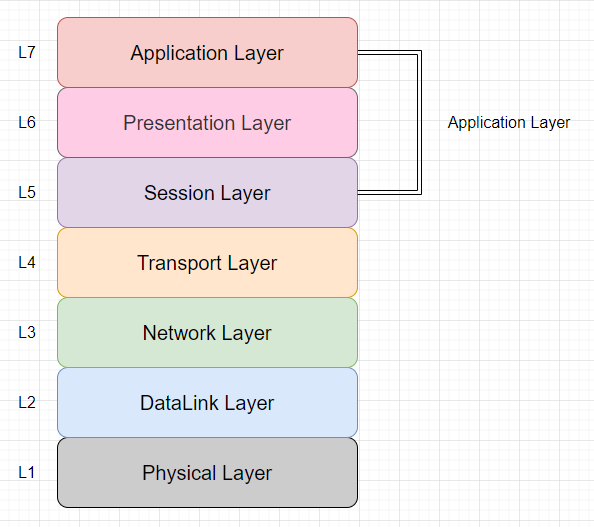 L7 Application Layer
L6 Presentation Layer Application Layer
L5 Session Layer
L4 Transport Layer
L3 Network Layer
L2 DataLink Layer
L1 Physical Layer